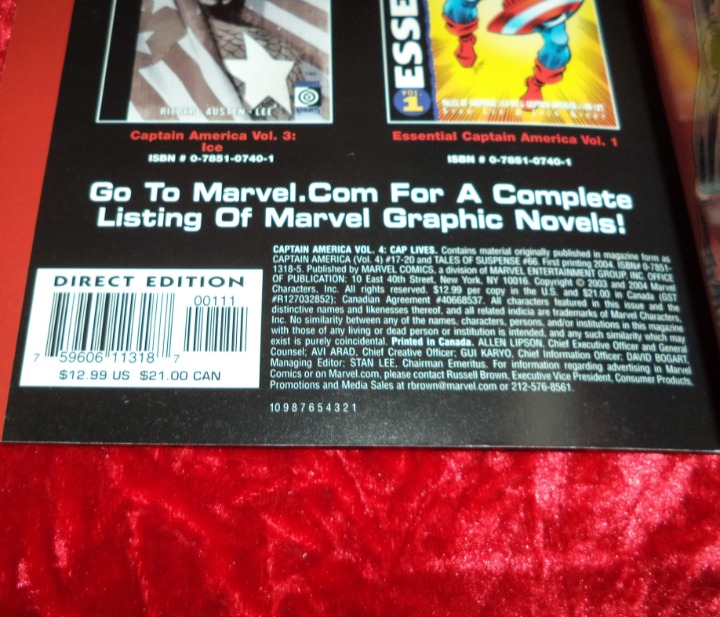 ESSE
VOL.
1
RIEBER • AUSTEN • LEE
Captain America Vol. 3:
Ice
ISBN # 0-7851-0740-1
Essential Captain America Vol. 1
ISBN # 0-7851-0740-1
Go To Marvel.Com For A Complete
Listing Of Marvel Graphic Novels!
CAPTAIN AMERICA VOL. 4: CAP LIVES. Contains material originally published in magazine form as
CAPTAIN AMERICA (Vol. 4) #17-20 and TALES OF SUSPENSE #66. First printing 2004. ISBN# 0-7851-
1318-5. Published by MARVEL COMICS, a division of MARVEL ENTERTAINMENT GROUP, INC. OFFICE
OF PUBLICATION: 10 East 40th Street, New York, NY 10016. Copyright © 2003 and 2004 Marvel
Characters, Inc. All rights reserved. $12.99 per copy in the U.S. and $21.00 in Canada (GST
#R127032852); Canadian Agreement #40668537. All characters featured in this issue and the
distinctive names and likenesses thereof, and all related indicia are trademarks of Marvel Characters,
Inc. No similarity between any of the names, characters, persons, and/or institutions in this magazine
with those of any living or dead person or institution is intended, and any such similarity which may
exist is purely coincidental. Printed in Canada. ALLEN LIPSON, Chief Executive Officer and General
Counsel; AVI ARAD, Chief Creative Officer; GUI KARYO, Chief Information Officer; DAVID BOGART,
Managing Editor; STAN LEE, Chairman Emeritus. For information regarding advertising in Marvel
Comics or on Marvel.com, please contact Russell Brown, Executive Vice President, Consumer Products,
Promotions and Media Sales at rbrown@marvel.com or 212-576-8561.
10 9 8 7 6 5 4 3 2 1
DIRECT EDITION
00111
7 59606 11318 7
$12.99 US $21.00 CAN